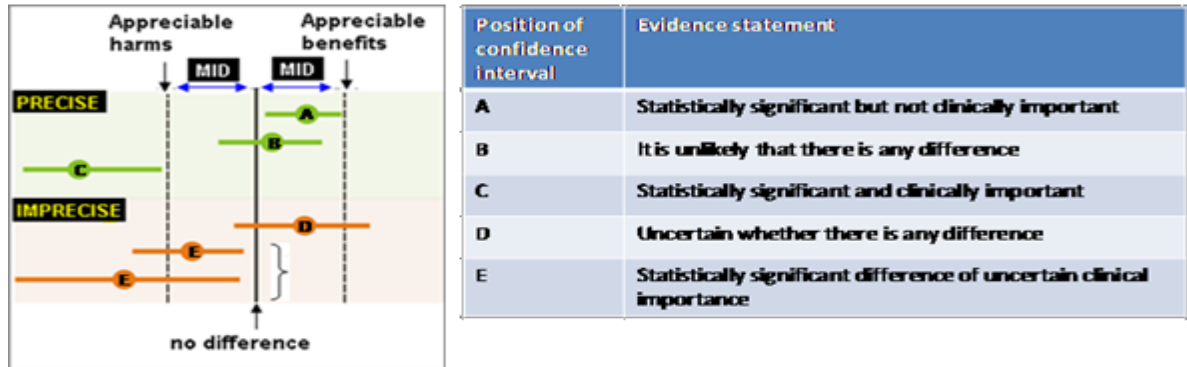 Appreciable harms
Appreciable benefits
MID
MID
PRECISE
A
B
C
IMPRECISE
D
E
E
no difference
Position of confidence interval
Evidence statement
A
Statistically significant but not clinically important
B
It is unlikely that there is any difference
C
Statistically significant and clinically important
D
Uncertain whether there is any difference
E
Statistically significant difference of uncertain clinical
importance